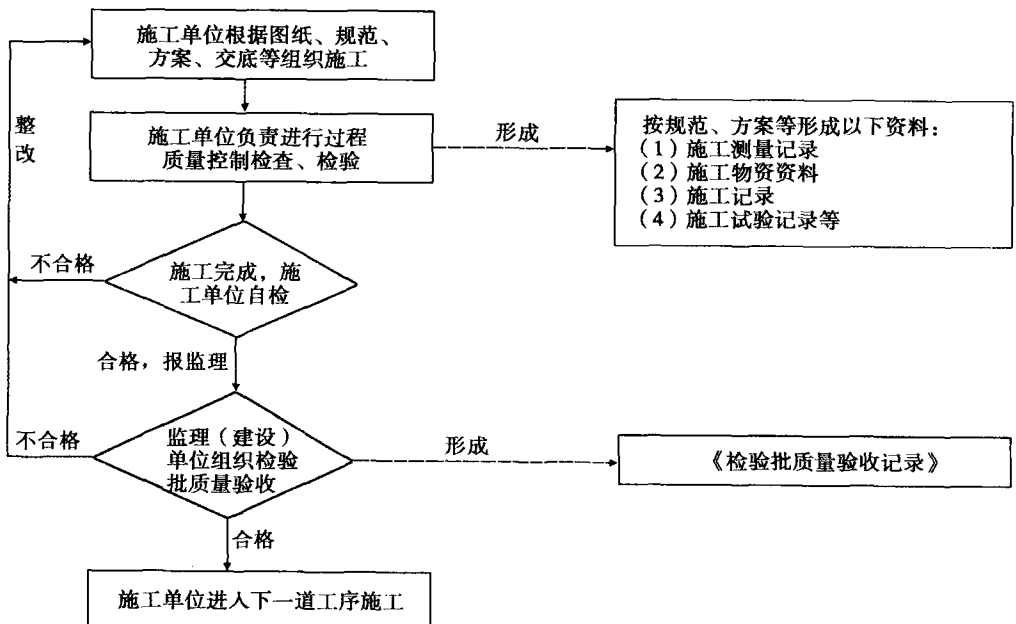 施工单位根据图纸、规范、
方案、交底等组织施工
整
改
施工单位负责进行过程
质量控制检查、检验
形成
按规范、方案等形成以下资料：
（1）施工测量记录
（2）施工物资资料
（3）施工记录
（4）施工试验记录等
不合格
施工完成，施
工单位自检
合格，报监理
不合格
监理（建设）
单位组织检验
批质量验收
形成
《检验批质量验收记录》
合格
施工单位进入下一道工序施工